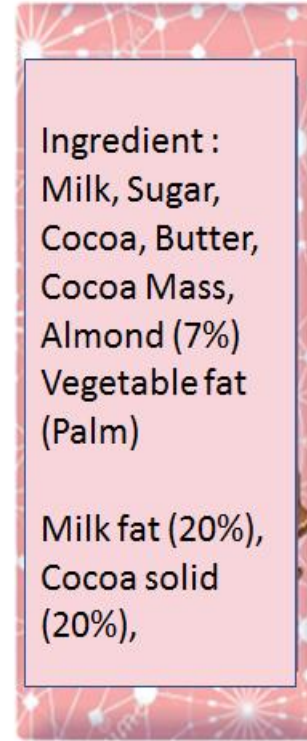 Ingredient :
Milk, Sugar,
Cocoa, Butter,
Cocoa Mass,
Almond (7%)
Vegetable fat
(Palm)
Milk fat (20%),
Cocoa solid
(20%),